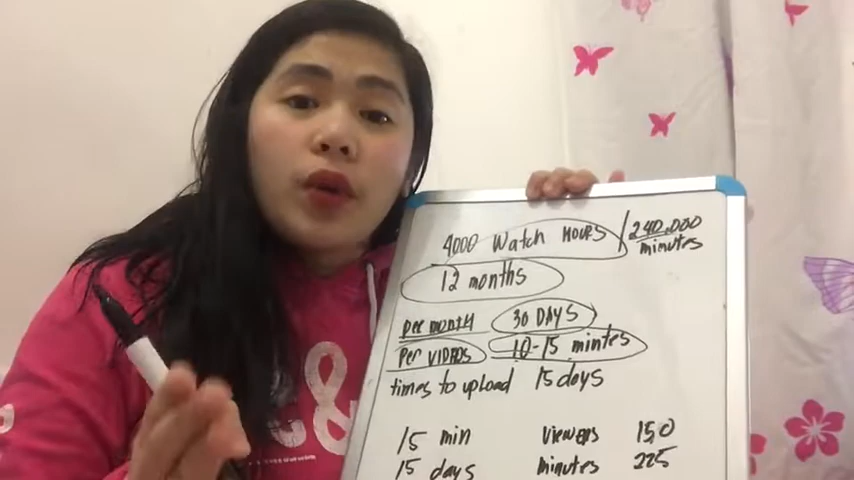 4000 Watch HOURS / 240,000 minutes
12 months
per month 30 DAYS
Per VIDEOS 10-15 mintes
times to upload 15 days
15 min viewers 150
15 days minutes 225
&